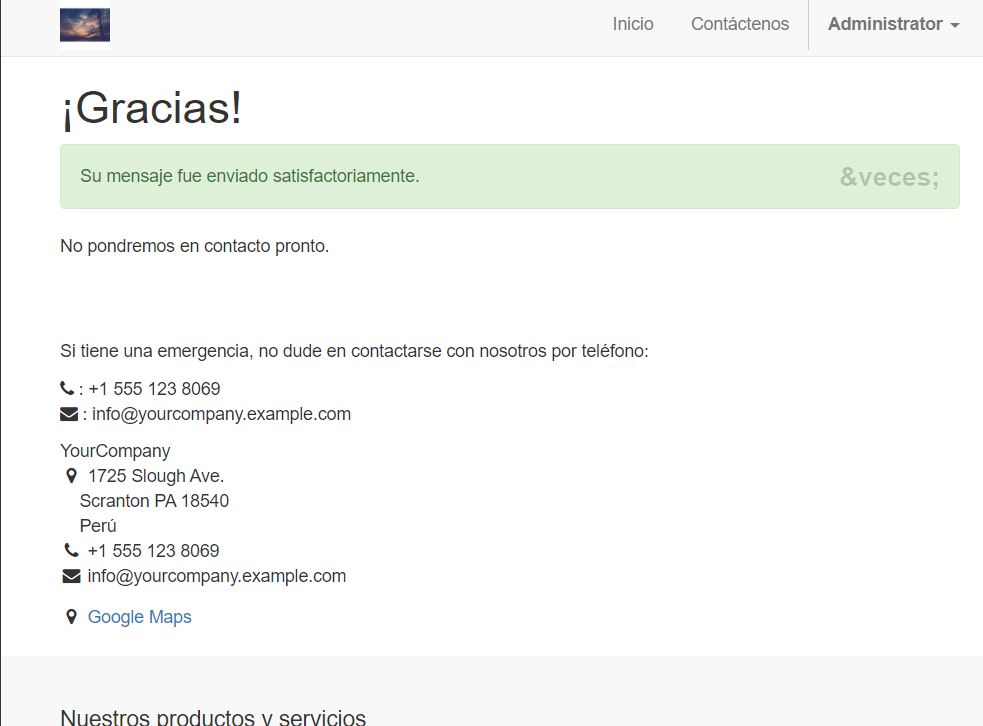 Inicio Contáctenos Administrator
¡Gracias!
Su mensaje fue enviado satisfactoriamente. &veces;
No pondremos en contacto pronto.
Si tiene una emergencia, no dude en contactarse con nosotros por teléfono:
: +1 555 123 8069
: info@yourcompany.example.com
YourCompany
1725 Slough Ave.
Scranton PA 18540
Perú
+1 555 123 8069
info@yourcompany.example.com
Google Maps
Nuestros productos y servicios